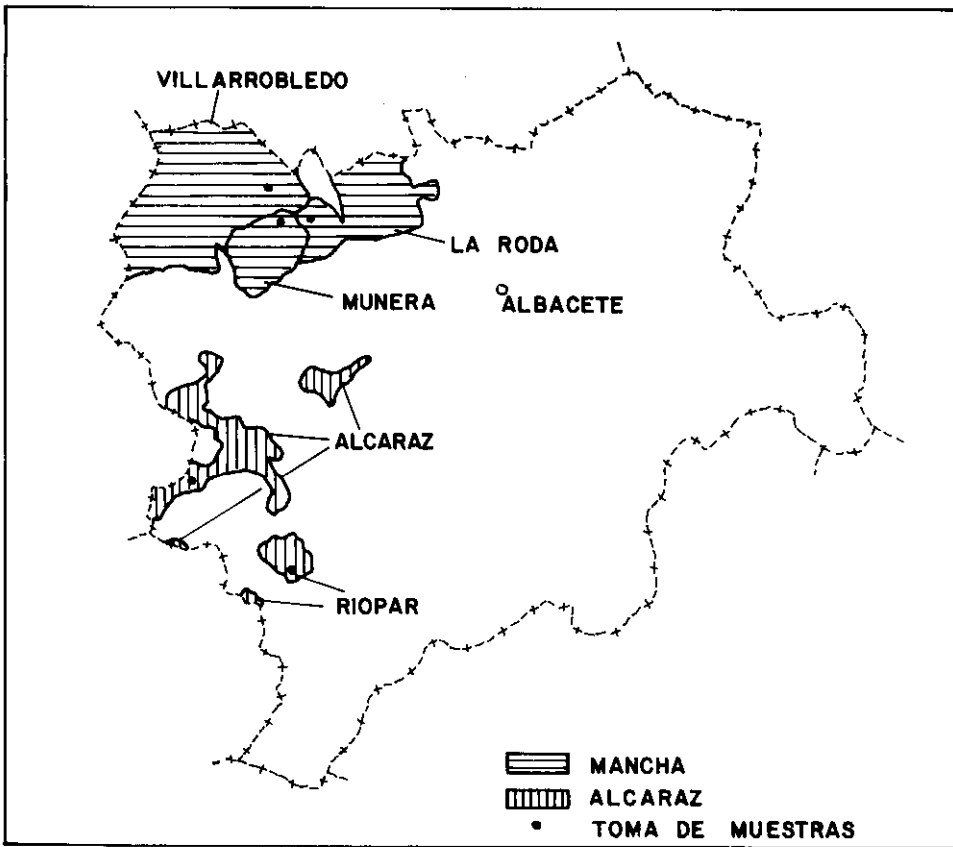 VILLARROBLEDO
LA RODA
MUNERA
ALBACETE
ALCARAZ
RIOPAR
MANCHA
ALCARAZ
TOMA DE MUESTRAS